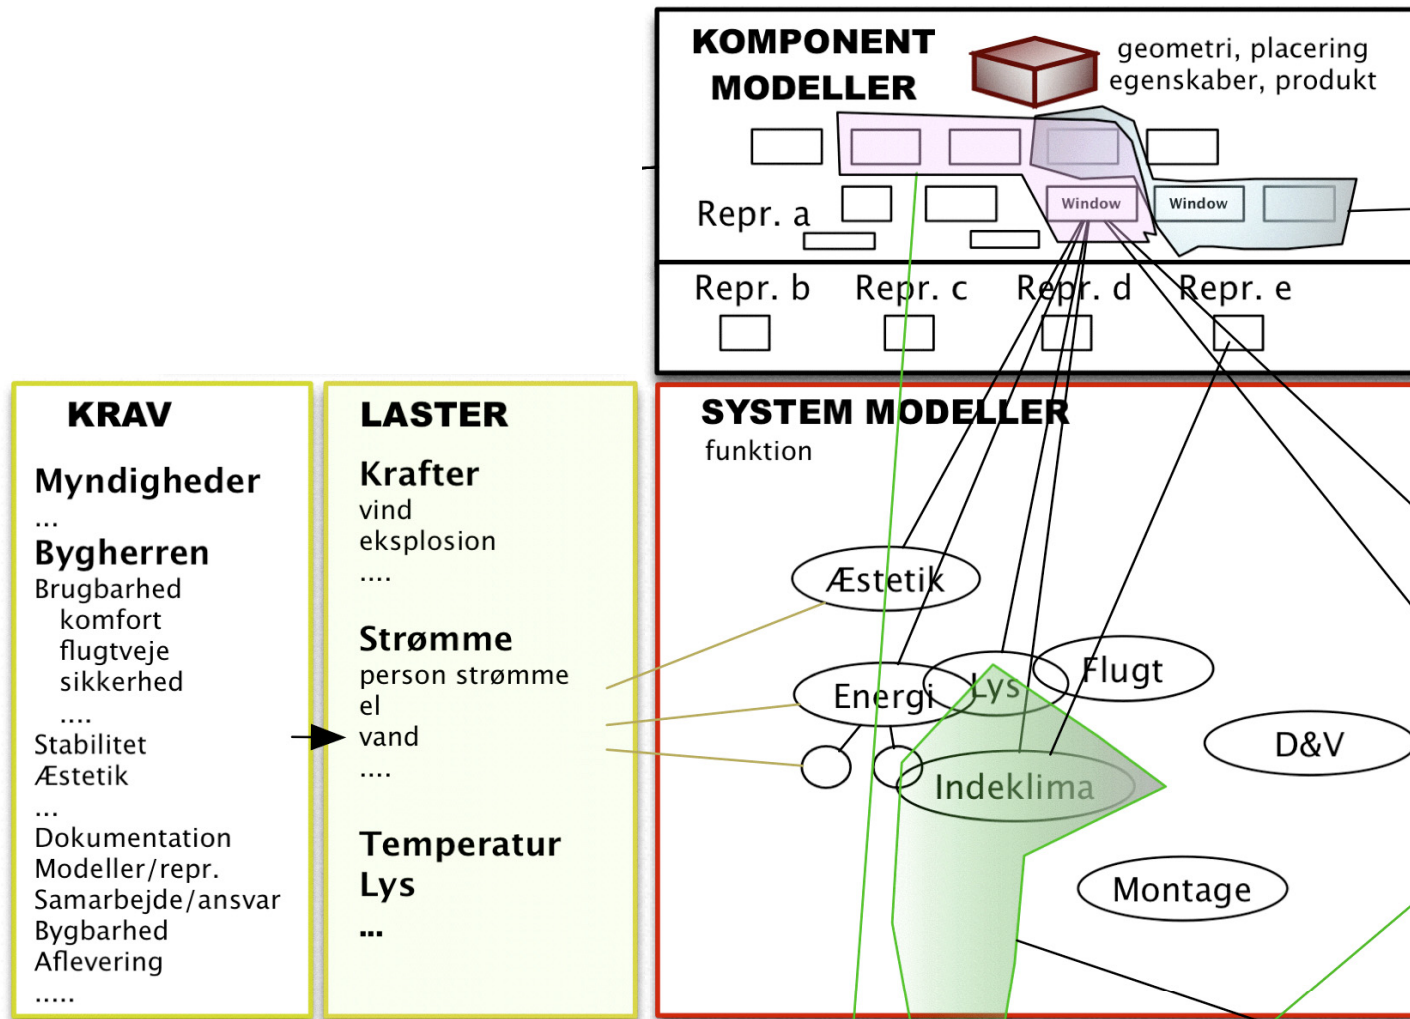 KOMPONENT
MODELLER
geometri, placering
egenskaber, produkt
Window
Window
Repr. a
Repr. b
Repr. c
Repr. d
Repr. e
KRAV
Myndigheder
...
Bygherren
Brugbarhed
komfort
flugtveje
sikkerhed
....
Stabilitet
Æstetik
...
Dokumentation
Modeller/repr.
Samarbejde/ansvar
Bygbarhed
Aflevering
.....
LASTER
Krafter
vind
eksplosion
....
Strømme
person strømme
el
vand
....
Temperatur
Lys
...
SYSTEM MODELLER
funktion
Æstetik
Energi
Lys
Flugt
D&V
Indeklima
Montage